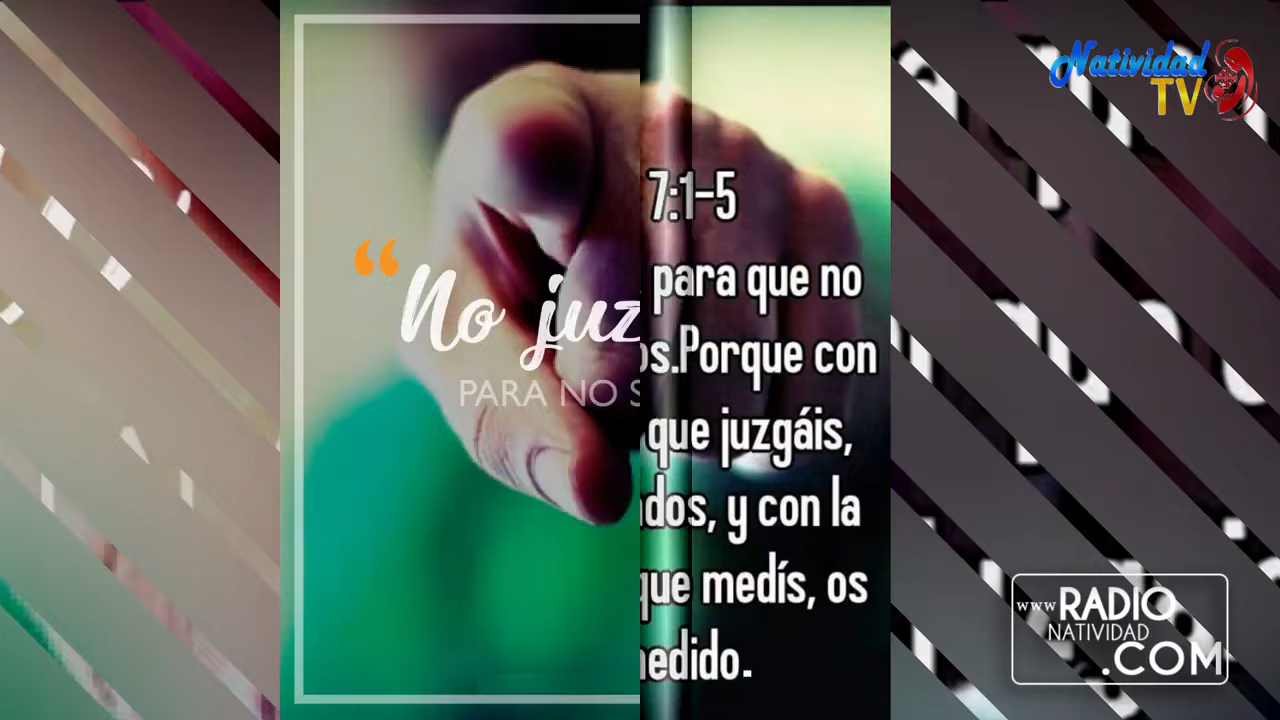 Natividad
TV
“No juz
PARA NO S
7:1-5
para que no
os.Porque con
que juzgáis,
dos, y con la
que medís, os
edido.
www RADIO
NATIVIDAD
.COM